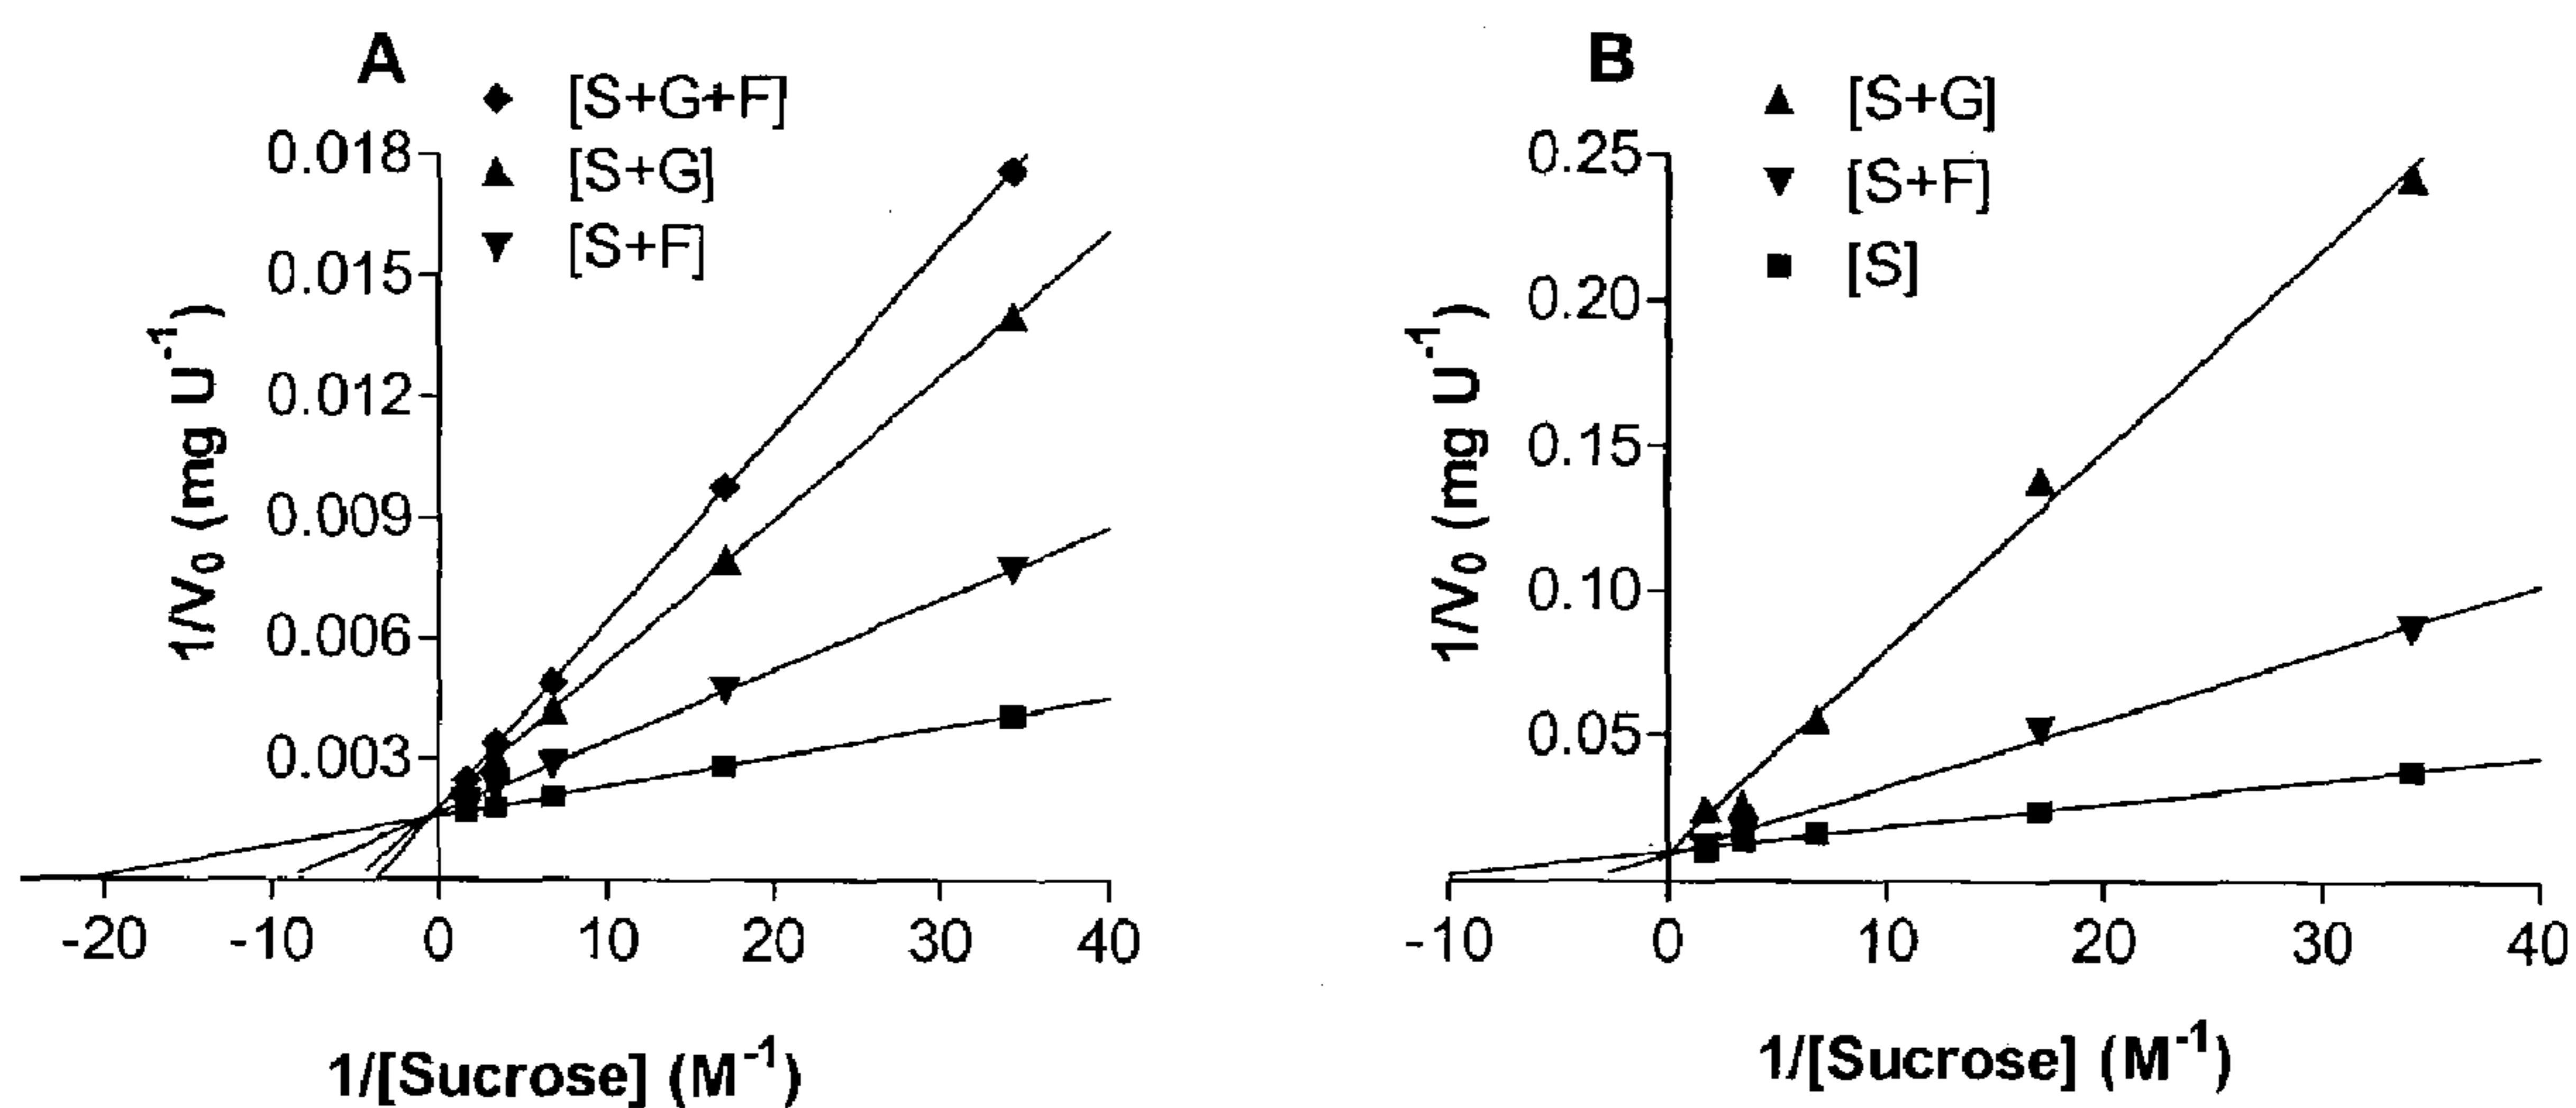 A
[S+G+F]
[S+G]
[S+F]
0.018
0.015
0.012
0.009
0.006
0.003
1/V₀ (mg U⁻¹)
-20 -10 0 10 20 30 40
1/[Sucrose] (M⁻¹)
B
[S+G]
[S+F]
[S]
0.25
0.20
0.15
0.10
0.05
1/V₀ (mg U⁻¹)
-10 0 10 20 30 40
1/[Sucrose] (M⁻¹)